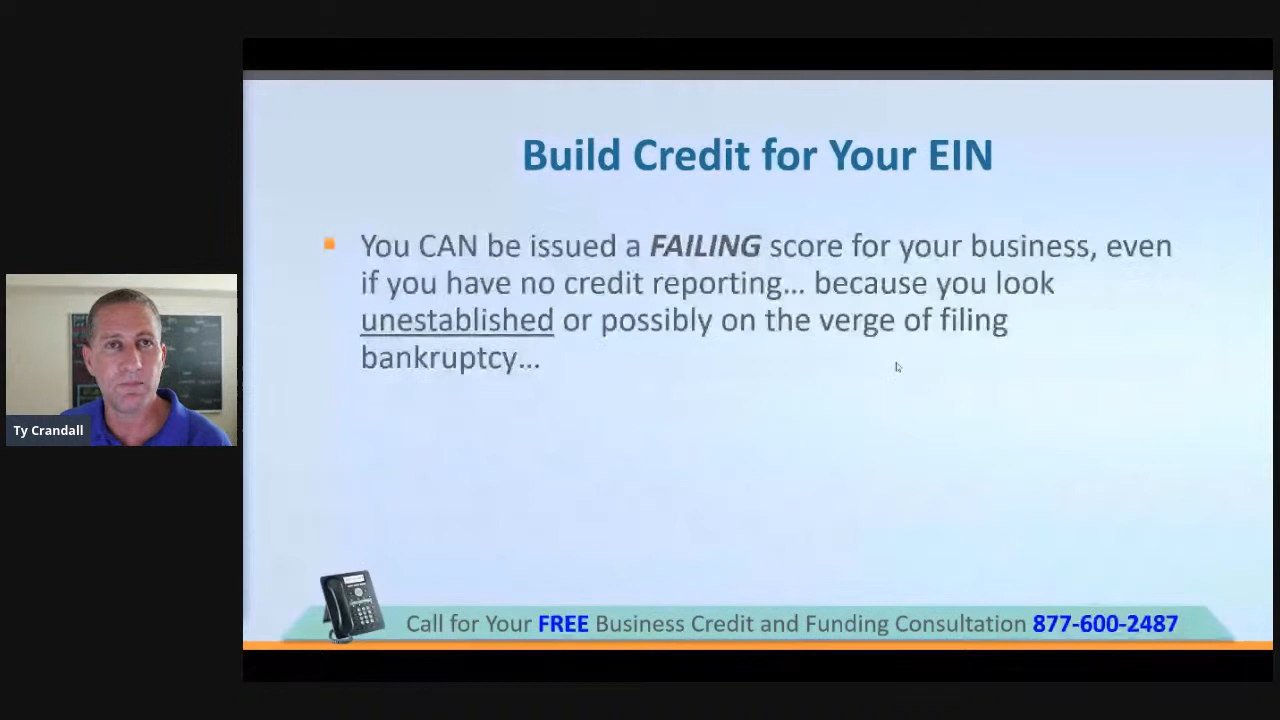 Build Credit for Your EIN
You CAN be issued a FAILING score for your business, even
if you have no credit reporting... because you look
unestablished or possibly on the verge of filing
bankruptcy...
Ty Crandall
Call for Your FREE Business Credit and Funding Consultation 877-600-2487